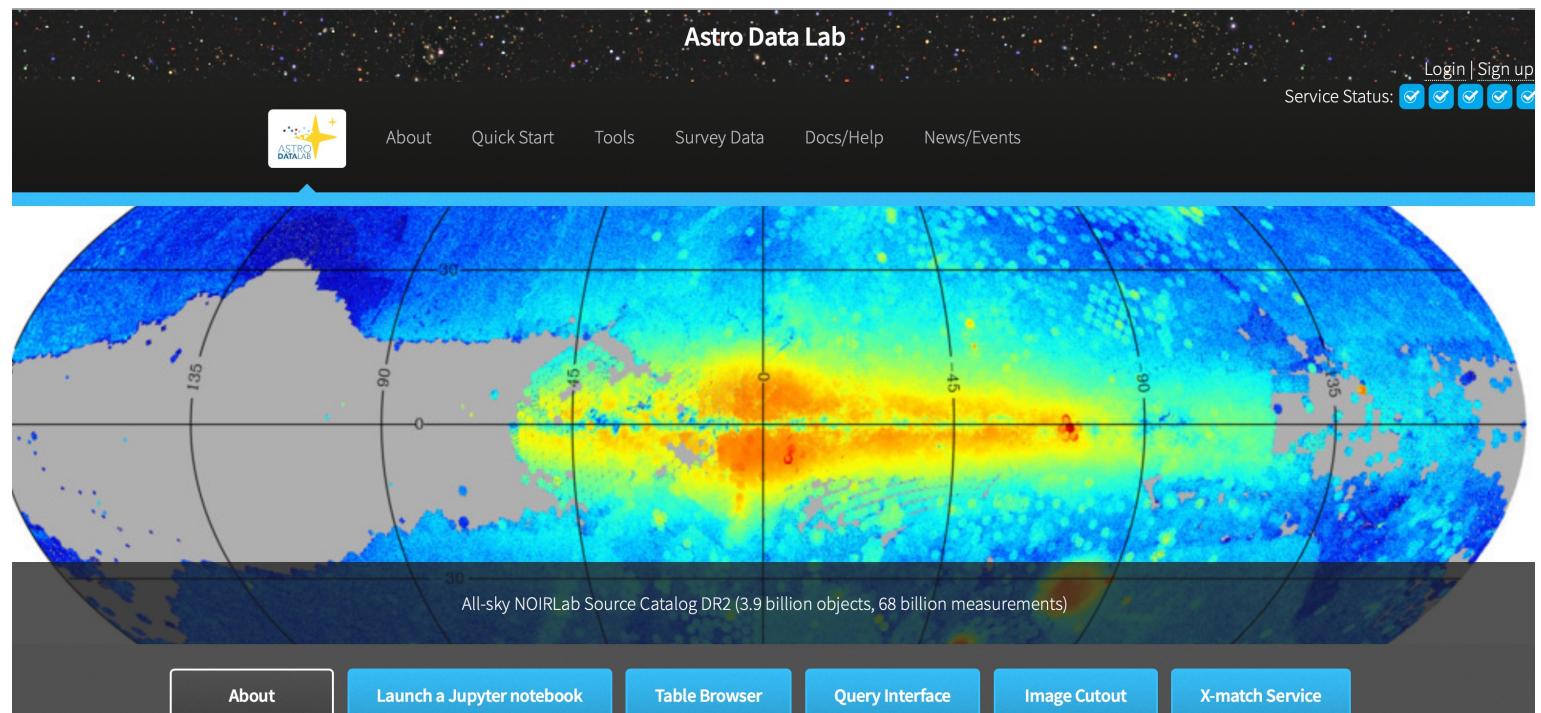 Astro Data Lab
Login | Sign up
Service Status:
ASTRO
DATALAB
About Quick Start Tools Survey Data Docs/Help News/Events
30
135 90 45 0 -45 -90 135
0
30
All-sky NOIRLab Source Catalog DR2 (3.9 billion objects, 68 billion measurements)
About Launch a Jupyter notebook Table Browser Query Interface Image Cutout X-match Service